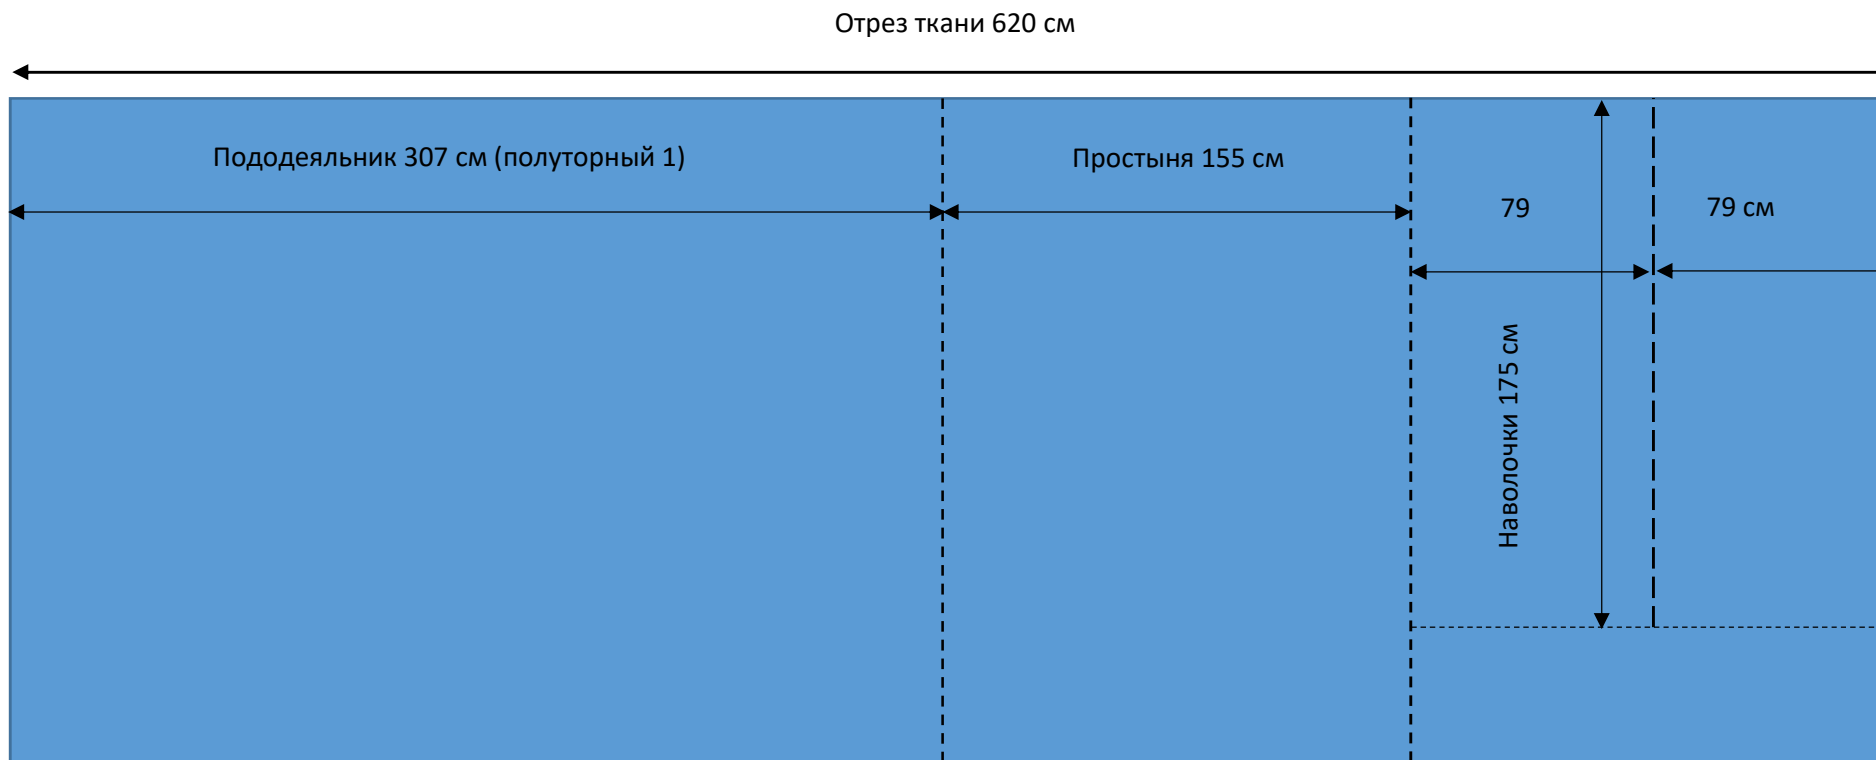 Отрез ткани 620 см
Пододеяльник 307 см (полуторный 1)
Простыня 155 см
79
79 см
Наволочки 175 см